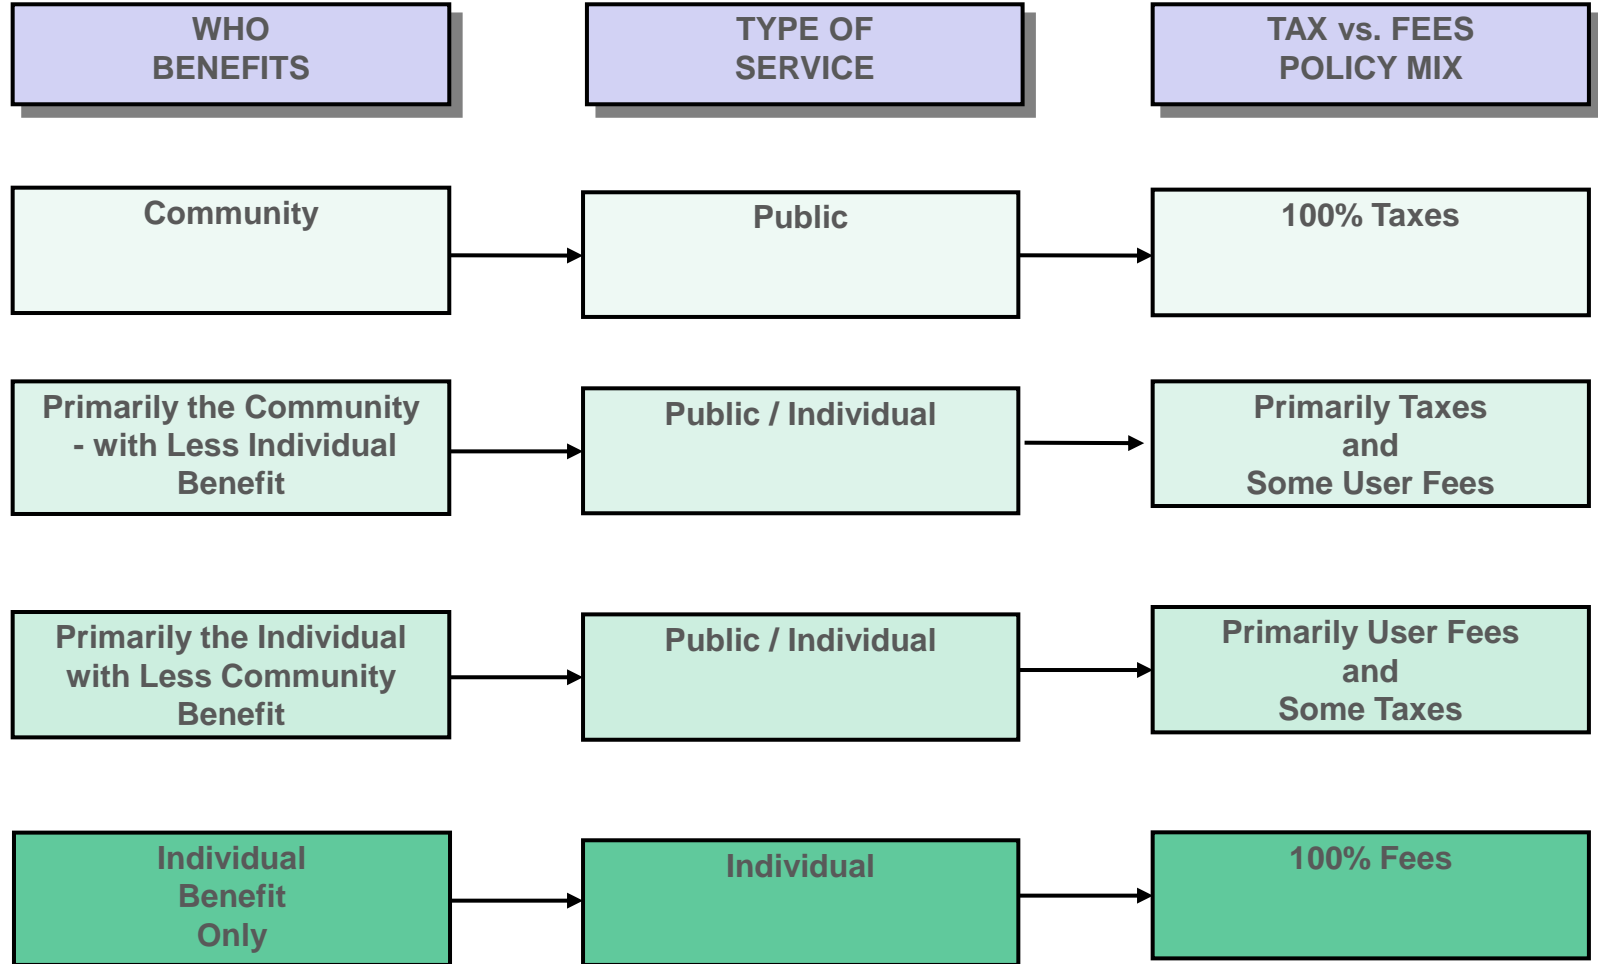 WHO
BENEFITS
TYPE OF
SERVICE
TAX vs. FEES
POLICY MIX
Community
Public
100% Taxes
Primarily the Community
- with Less Individual
Benefit
Public / Individual
Primarily Taxes
and
Some User Fees
Primarily the Individual
with Less Community
Benefit
Public / Individual
Primarily User Fees
and
Some Taxes
Individual
Benefit
Only
Individual
100% Fees